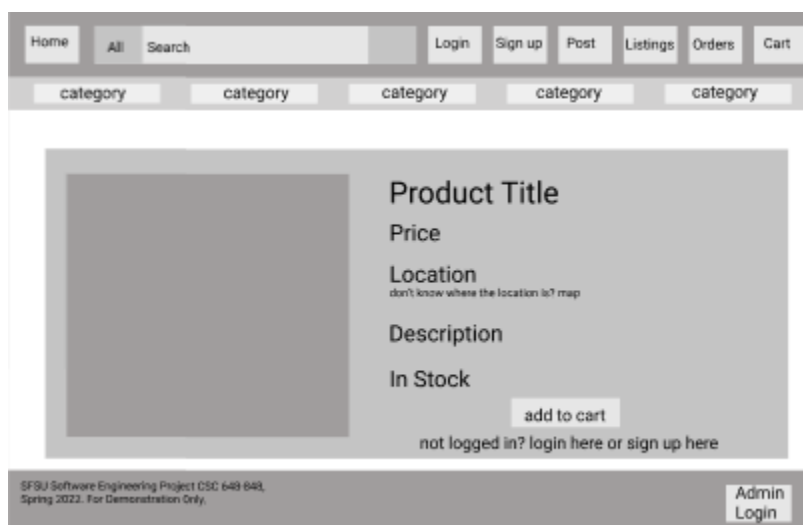 Home
All
Search
Login
Sign up
Post
Listings
Orders
Cart
category
category
category
category
category
Product Title
Price
Location
don't know where the location is? map
Description
In Stock
add to cart
not logged in? login here or sign up here
SFSU Software Engineering Project CSC 648-848,
Spring 2022. For Demonstration Only.
Admin
Login